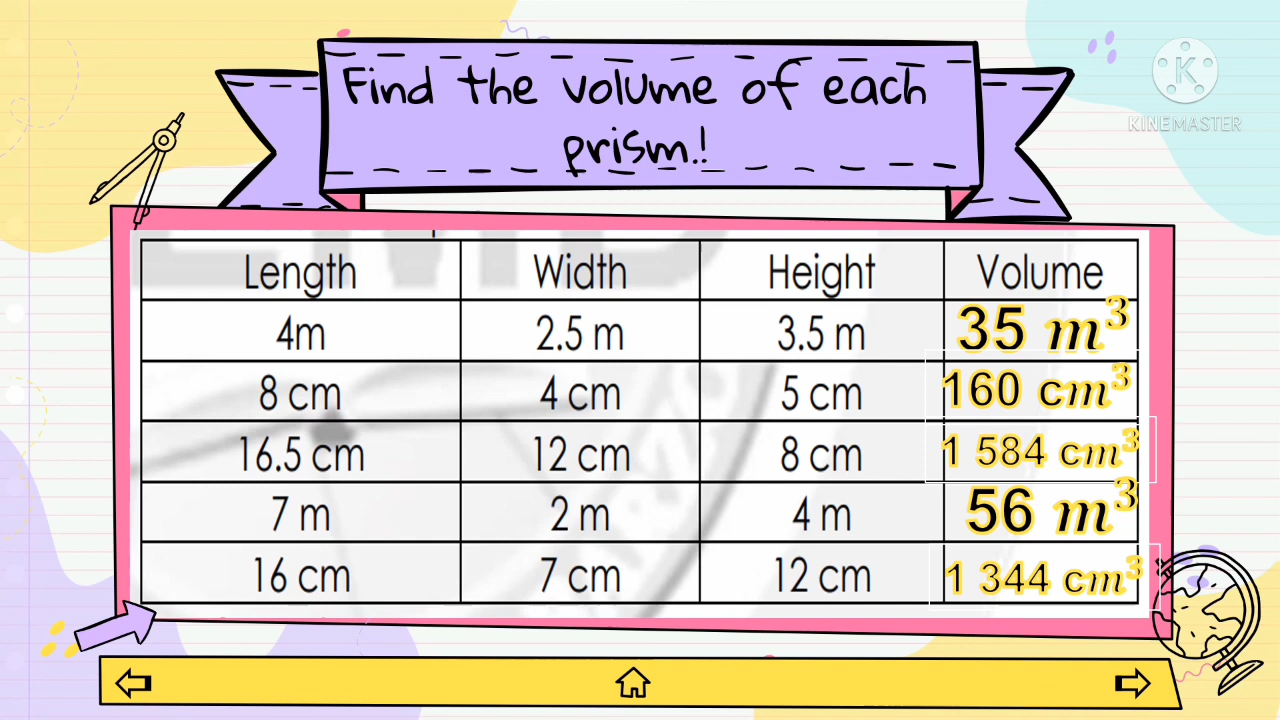 Find the volume of each
prism.!
K
KINEMASTER
Length Width Height Volume
4m 2.5 m 3.5 m 35 m³
8 cm 4 cm 5 cm 160 cm³
16.5 cm 12 cm 8 cm 1 584 cm³
7 m 2 m 4 m 56 m³
16 cm 7 cm 12 cm 1 344 cm³